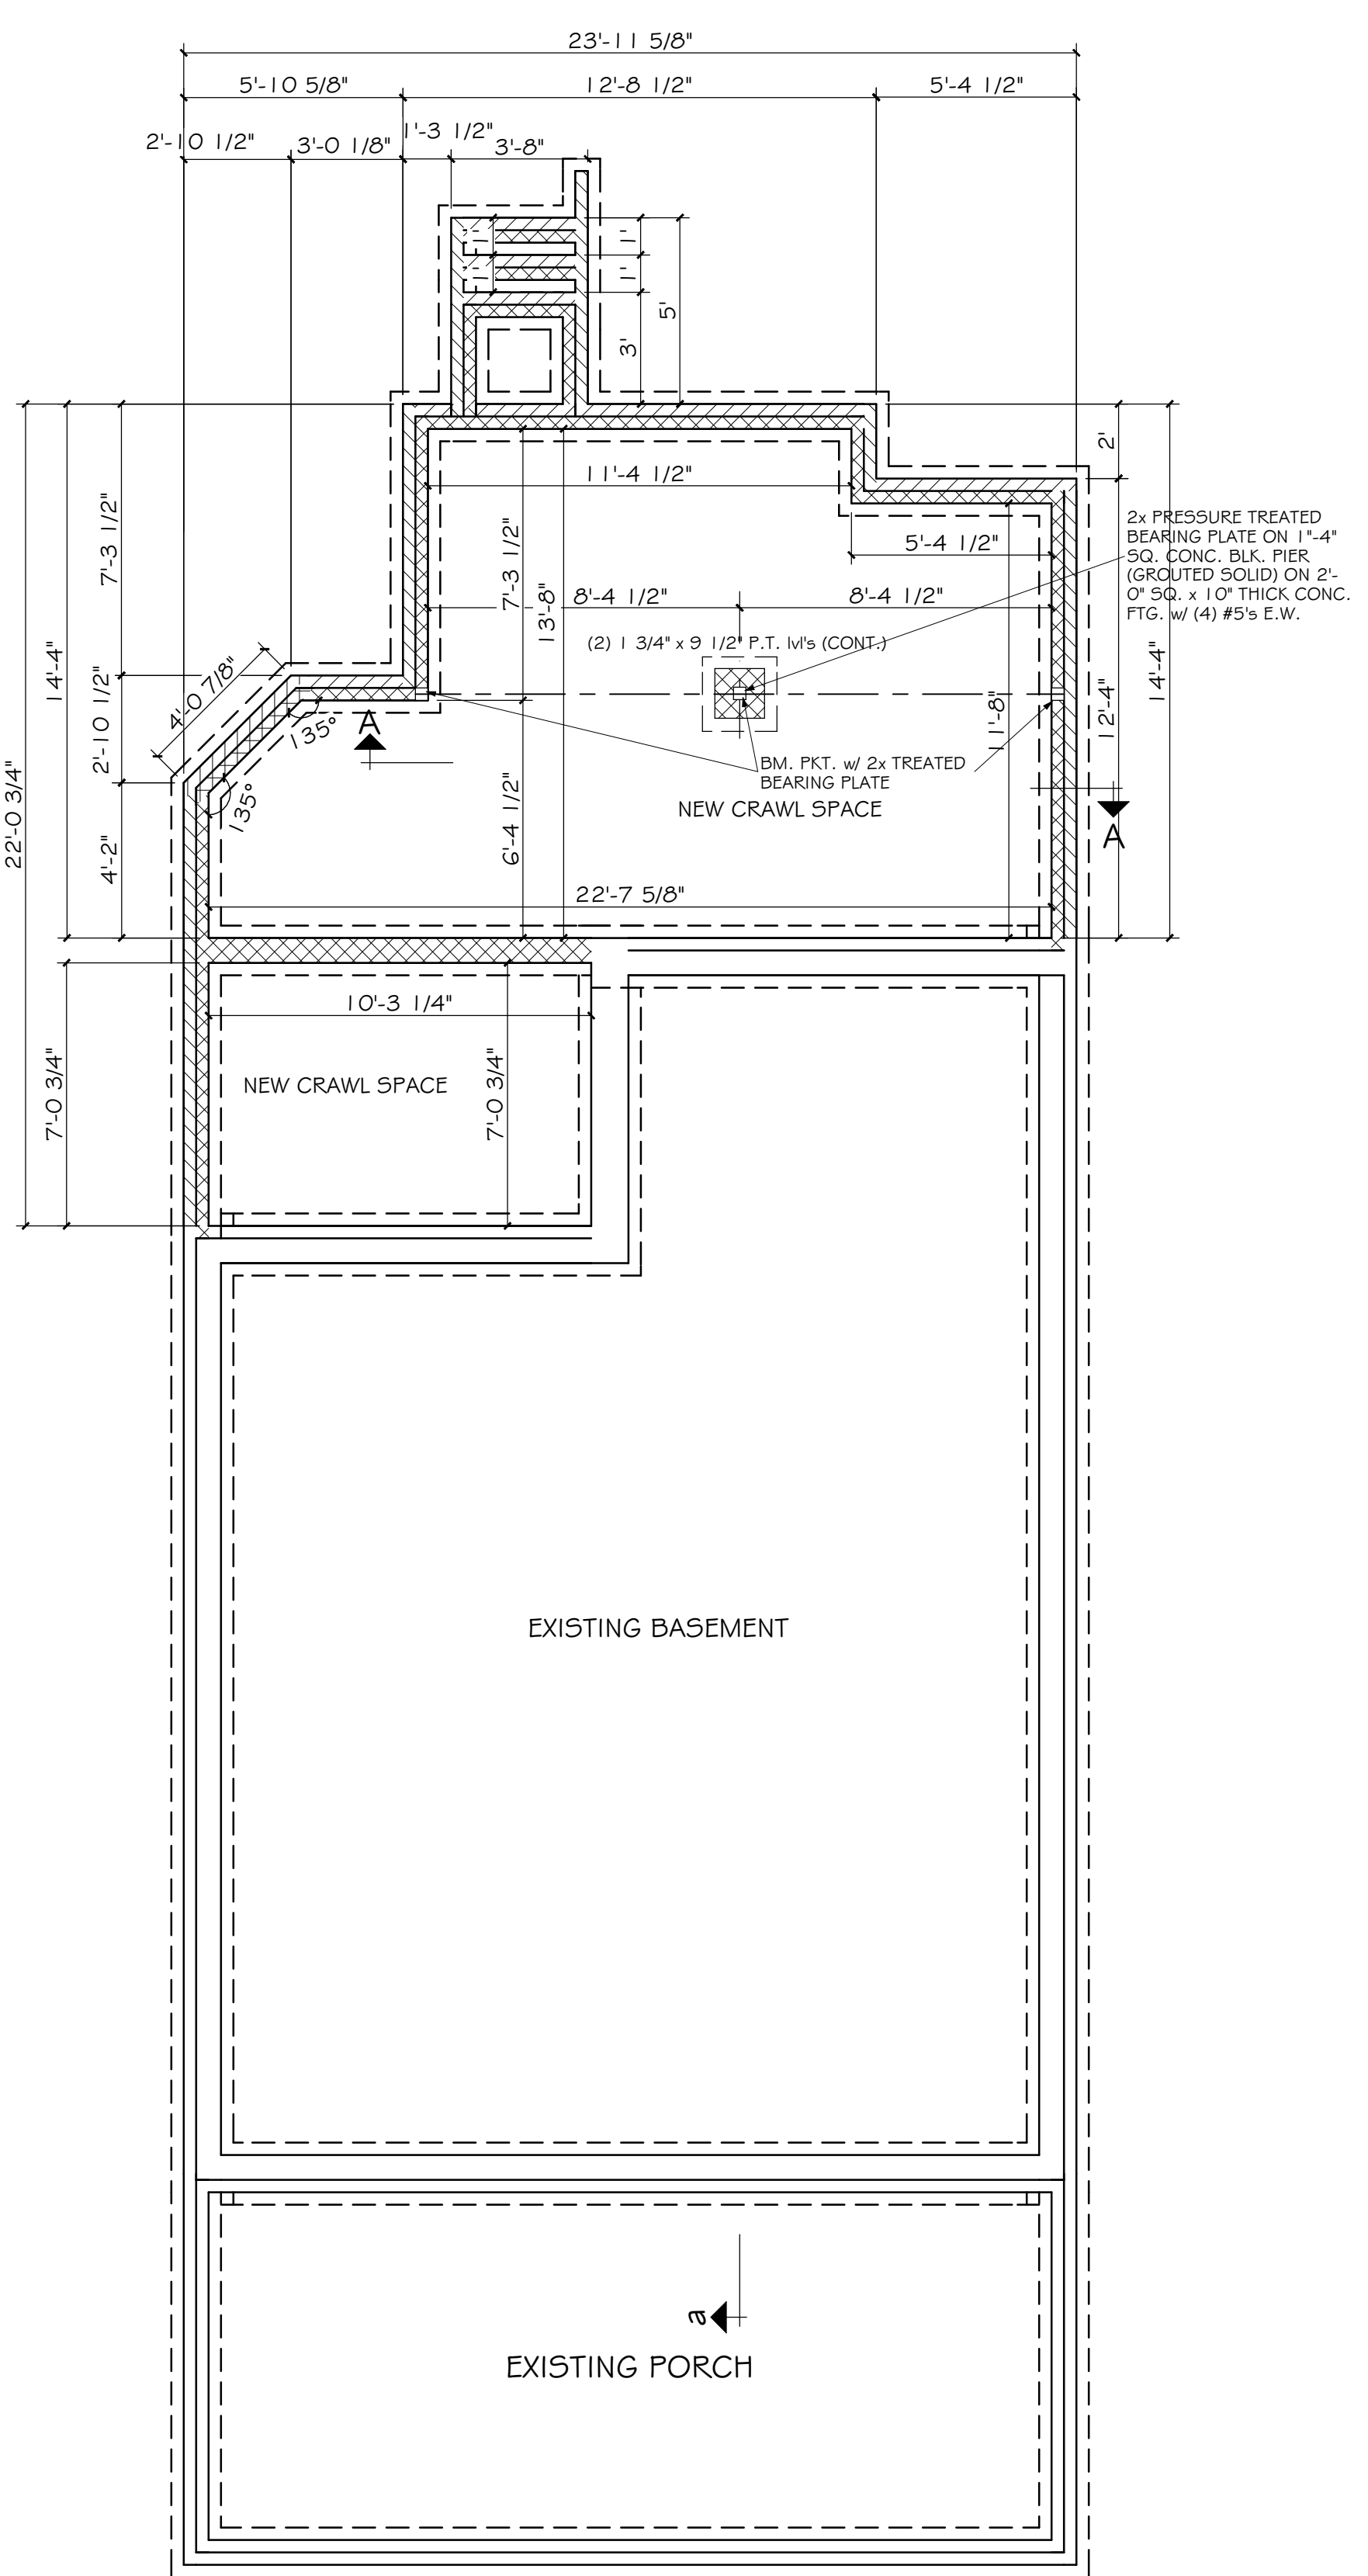 23'-11 5/8"
5'-10 5/8"
12'-8 1/2"
5'-4 1/2"
2'-10 1/2"
3'-0 1/8"
1'-3 1/2"
3'-8"
1'
1'
1'
1'
5'
3'
2'
11'-4 1/2"
7'-3 1/2"
7'-3 1/2"
13'-8"
5'-4 1/2"
2x PRESSURE TREATED
BEARING PLATE ON 1"-4"
SQ. CONC. BLK. PIER
(GROUTED SOLID) ON 2'-
0" SQ. x 10" THICK CONC.
FTG. w/ (4) #5's E.W.
8'-4 1/2"
8'-4 1/2"
(2) 1 3/4" x 9 1/2" P.T. lvl's (CONT.)
14'-4"
4'-0 7/8"
135°
A
2'-10 1/2"
11'-8"
12'-4"
14'-4"
BM. PKT. w/ 2x TREATED
BEARING PLATE
NEW CRAWL SPACE
135°
A
22'-0 3/4"
4'-2"
6'-4 1/2"
22'-7 5/8"
10'-3 1/4"
7'-0 3/4"
NEW CRAWL SPACE
7'-0 3/4"
EXISTING BASEMENT
a
EXISTING PORCH